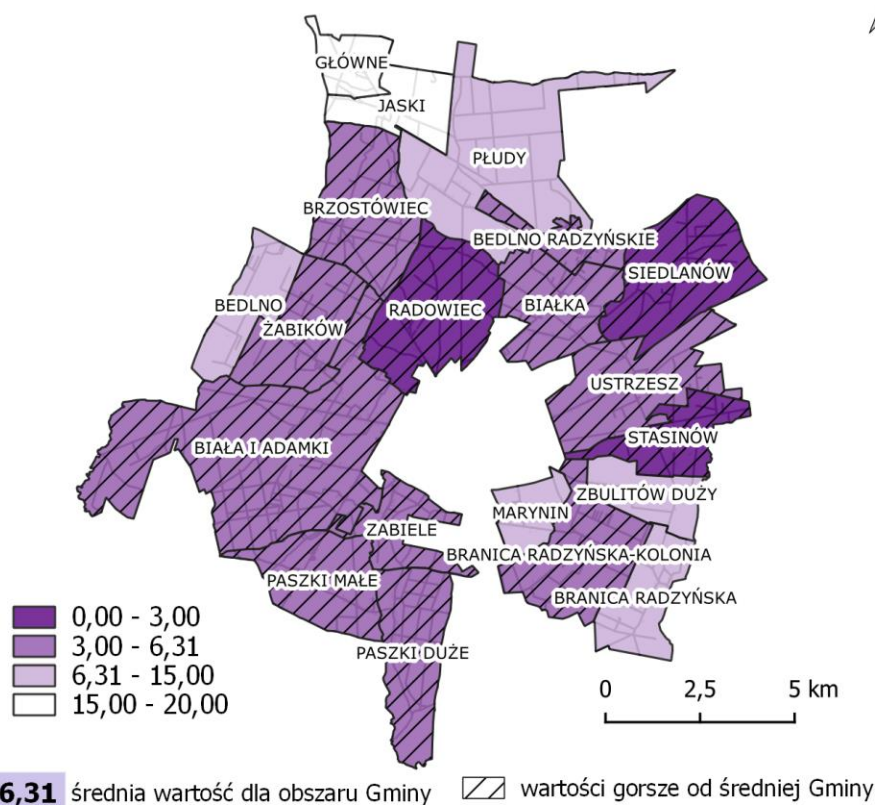 GŁÓWNE
JASKI
PŁUDY
BRZOSTÓWIEC
BEDLNO RADZYŃSKIE
SIEDLANÓW
BEDLNO
RADOWIEC
BIAŁKA
ŻABIKÓW
USTRZESZ
STASINÓW
BIAŁA I ADAMKI
ZBULITÓW DUŻY
MARYNIN
ZABIELE
BRANICA RADZYŃSKA-KOLONIA
PASZKI MAŁE
BRANICA RADZYŃSKA
PASZKI DUŻE
0,00 - 3,00
3,00 - 6,31
6,31 - 15,00
15,00 - 20,00
0 2,5 5 km
6,31 średnia wartość dla obszaru Gminy
wartości gorsze od średniej Gminy